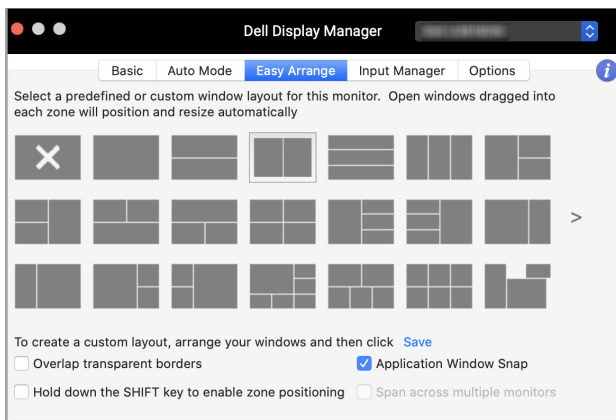 Dell Display Manager
Basic Auto Mode Easy Arrange Input Manager Options
Select a predefined or custom window layout for this monitor. Open windows dragged into
each zone will position and resize automatically
>
To create a custom layout, arrange your windows and then click Save
Overlap transparent borders Application Window Snap
Hold down the SHIFT key to enable zone positioning Span across multiple monitors